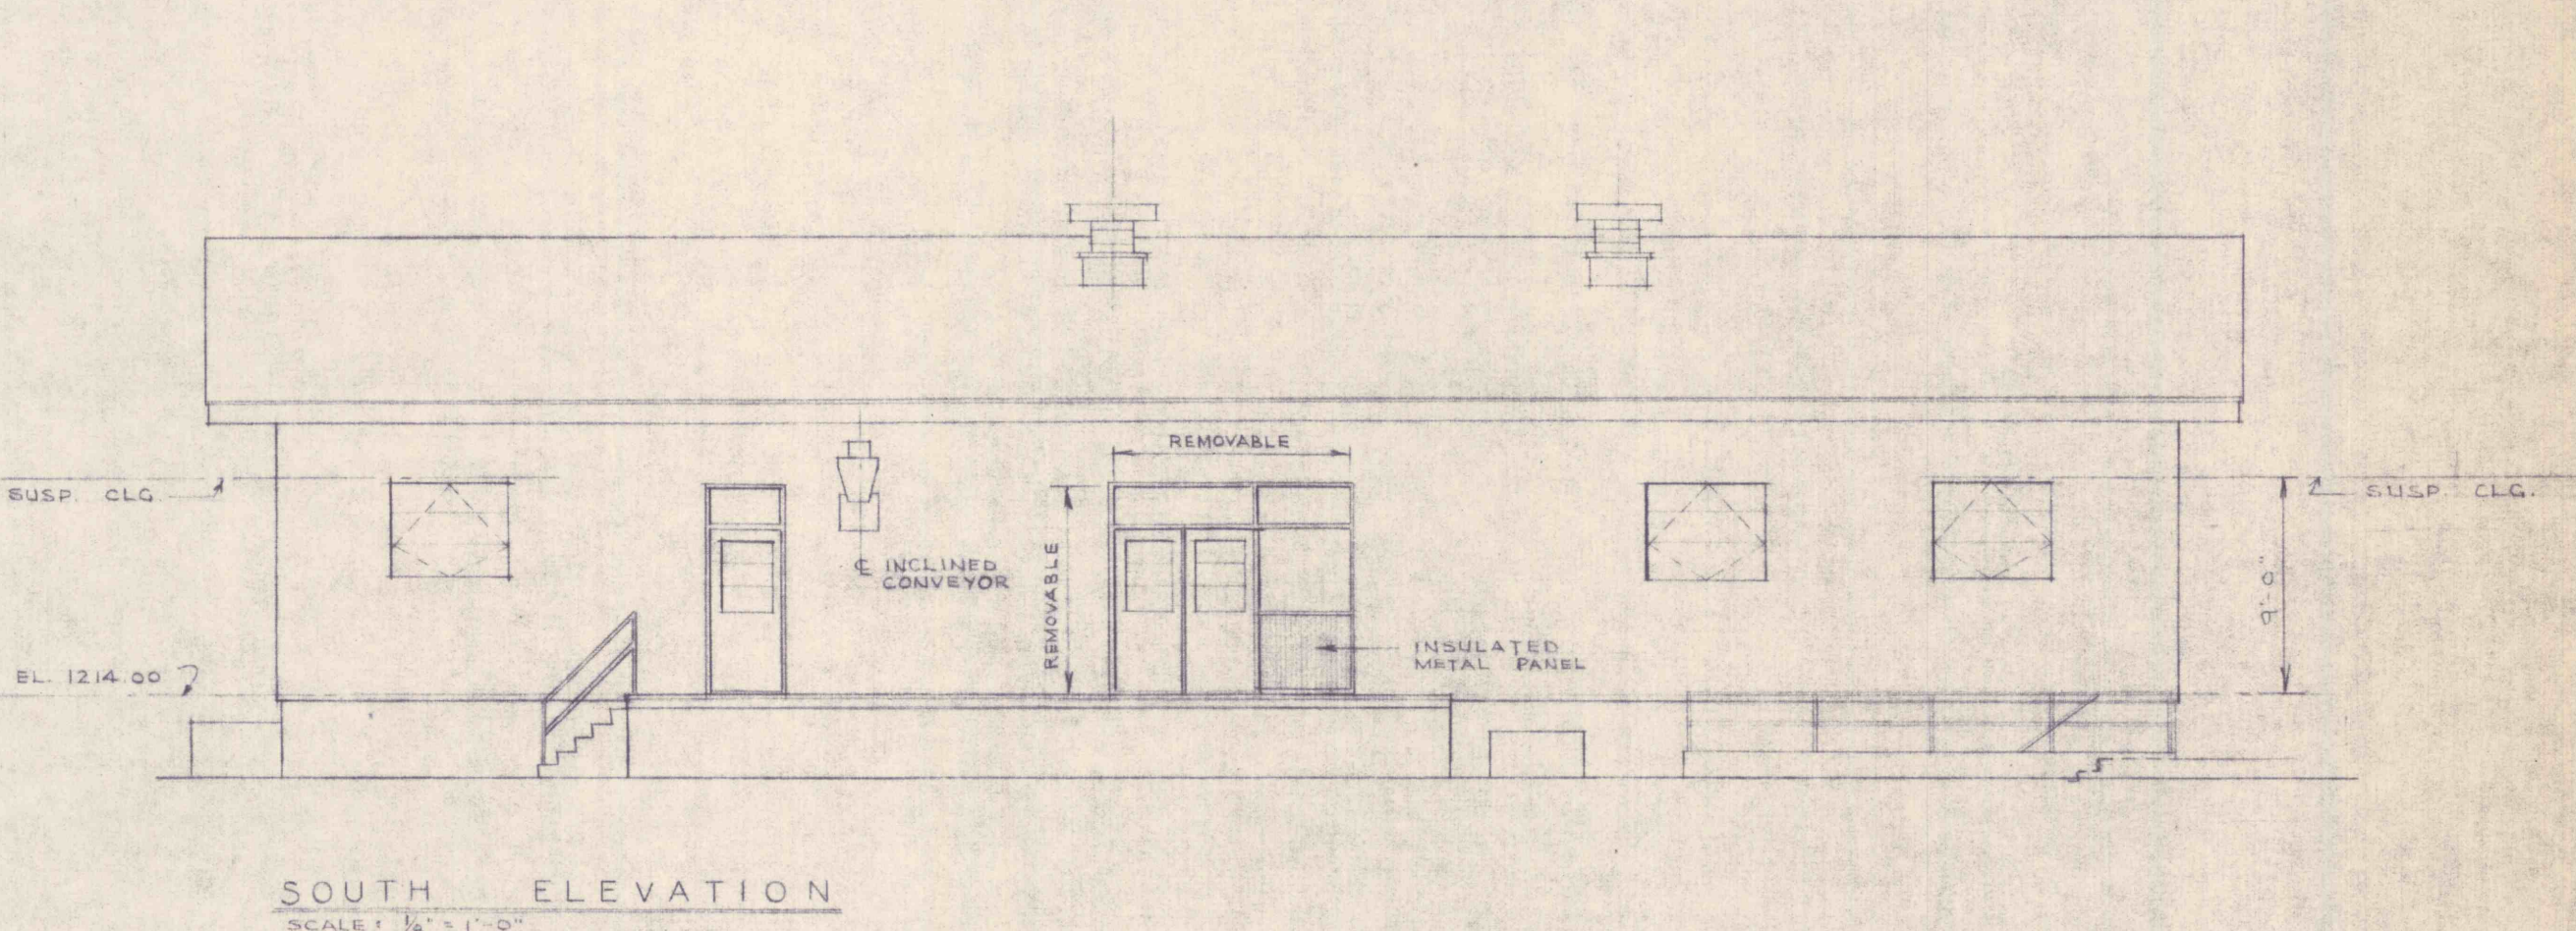 REMOVABLE
SUSP. CLG.
SUSP. CLG.
℄ INCLINED
CONVEYOR
REMOVABLE
9'-0"
INSULATED
METAL PANEL
EL. 1214.00
SOUTH ELEVATION
SCALE: 1/4" = 1'-0"